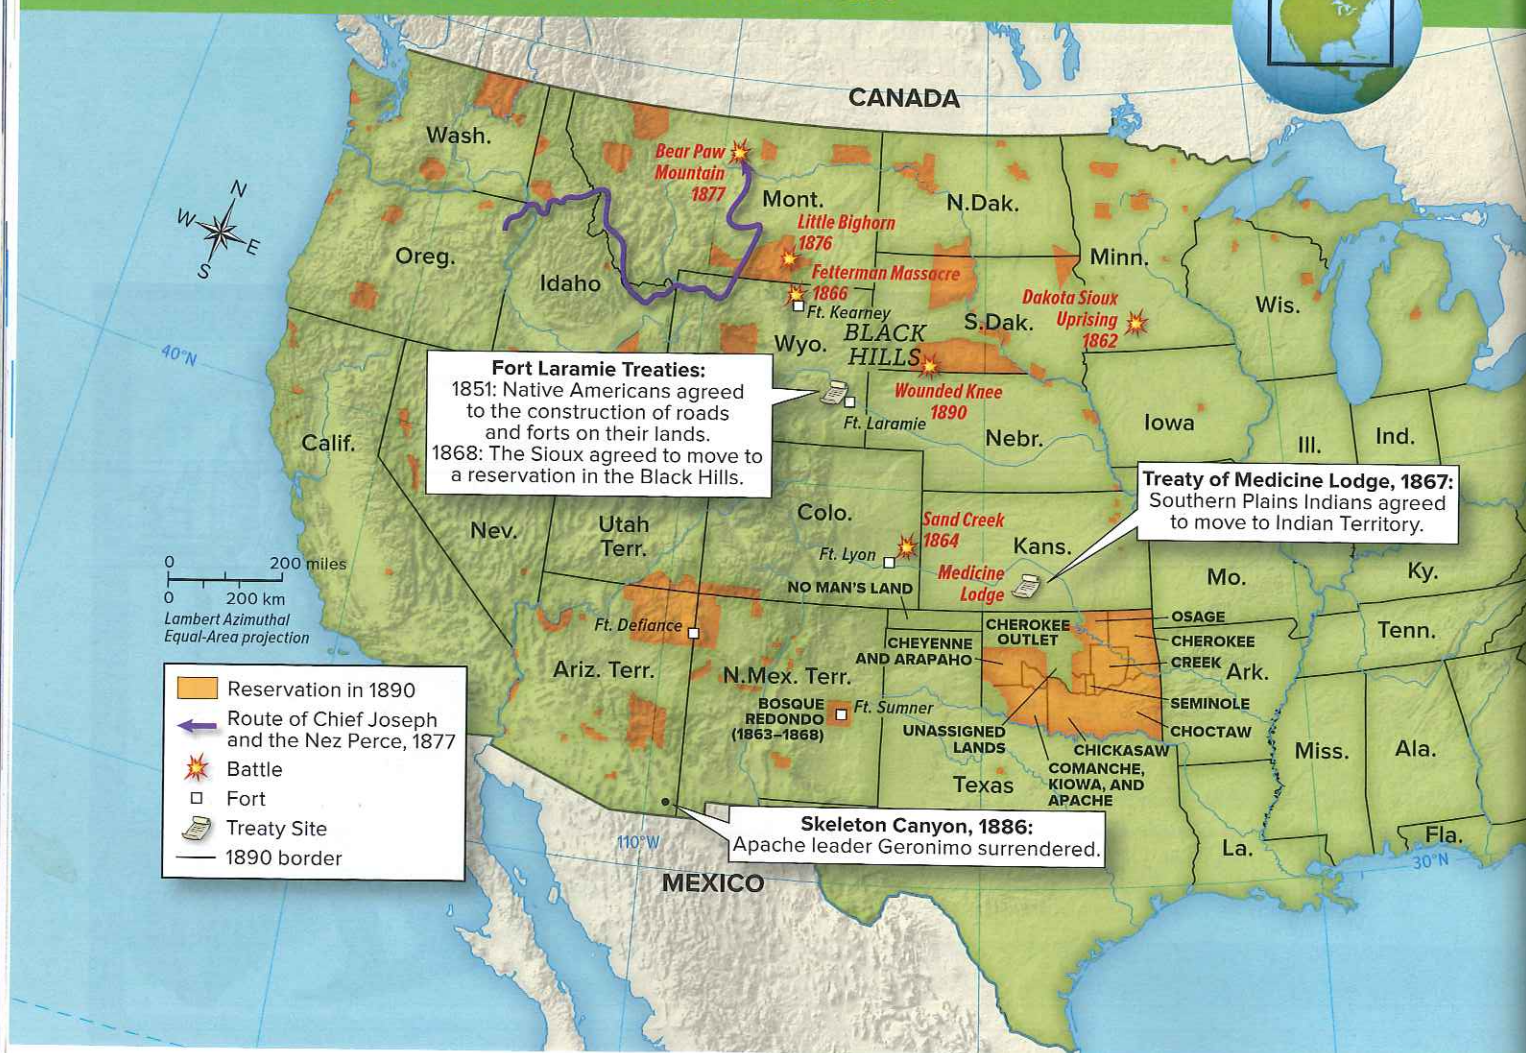 CANADA
Wash.
Bear Paw
Mountain
1877
Mont.
N.Dak.
Little Bighorn
1876
Minn.
Oreg.
Idaho
Fetterman Massacre
1866
Ft. Kearney
Dakota Sioux
Uprising
1862
Wis.
S.Dak.
Wyo.
BLACK
HILLS
N
W
E
S
40°N
Fort Laramie Treaties:
1851: Native Americans agreed
to the construction of roads
and forts on their lands.
1868: The Sioux agreed to move to
a reservation in the Black Hills.
Wounded Knee
1890
Ft. Laramie
Nebr.
Iowa
Ill.
Ind.
Calif.
Nev.
Utah
Terr.
Colo.
Sand Creek
1864
Ft. Lyon
Kans.
Treaty of Medicine Lodge, 1867:
Southern Plains Indians agreed
to move to Indian Territory.
Medicine
Lodge
NO MAN'S LAND
Mo.
Ky.
0 200 miles
0 200 km
Lambert Azimuthal
Equal-Area projection
Ft. Defiance
Ariz. Terr.
N.Mex. Terr.
CHEYENNE
AND ARAPAHO
CHEROKEE
OUTLET
OSAGE
CHEROKEE
CREEK
Ark.
SEMINOLE
CHOCTAW
Tenn.
BOSQUE
REDONDO
(1863–1868)
Ft. Sumner
UNASSIGNED
LANDS
CHICKASAW
COMANCHE,
KIOWA, AND
APACHE
Texas
Miss.
Ala.
La.
Fla.
30°N
110°W
Skeleton Canyon, 1886:
Apache leader Geronimo surrendered.
MEXICO
Reservation in 1890
Route of Chief Joseph
and the Nez Perce, 1877
Battle
Fort
Treaty Site
1890 border